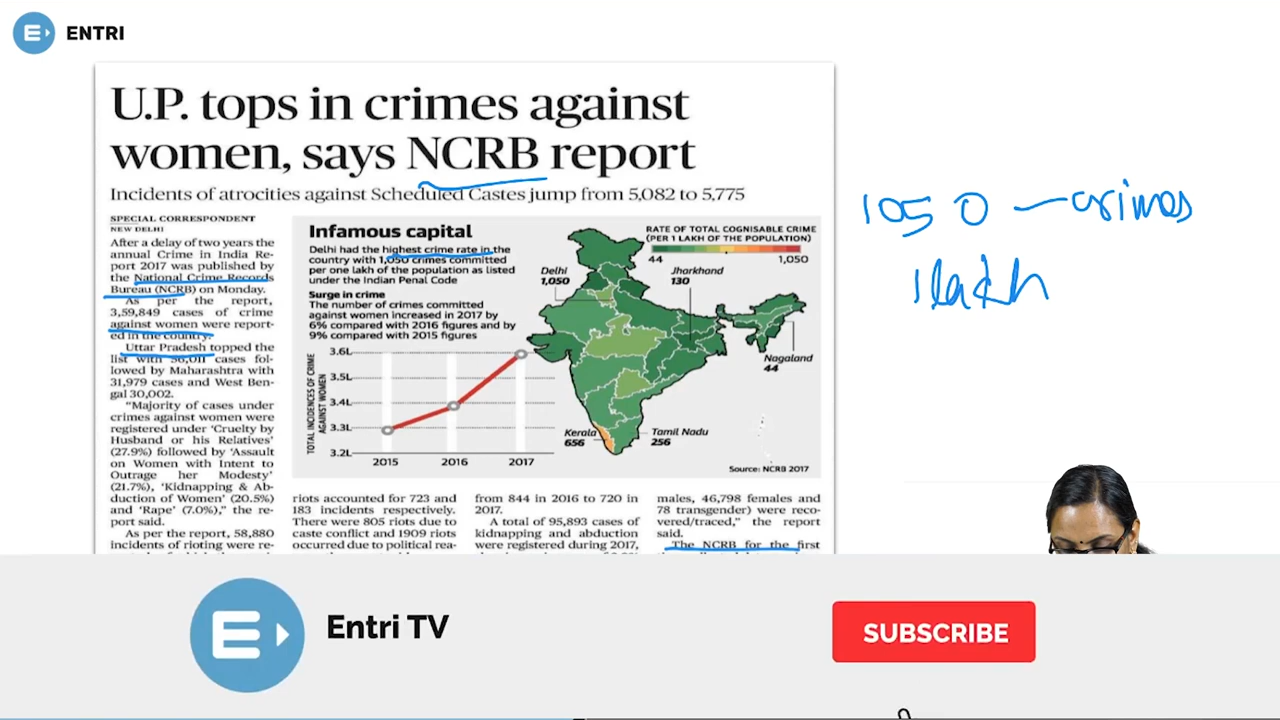 ENTRI
U.P. tops in crimes against
women, says NCRB report
Incidents of atrocities against Scheduled Castes jump from 5,082 to 5,775
SPECIAL CORRESPONDENT
NEW DELHI
After a delay of two years the
annual Crime in India Re-
port 2017 was published by
the National Crime Records
Bureau (NCRB) on Monday.
As per the report,
3,59,849 cases of crime
against women were report-
ed in the country.
Uttar Pradesh topped the
list with 56,011 cases fol-
lowed by Maharashtra with
31,979 cases and West Ben-
gal 30,002.
"Majority of cases under
crimes against women were
registered under 'Cruelty by
Husband or his Relatives'
(27.9%) followed by 'Assault
on Women with Intent to
Outrage her Modesty'
(21.7%), 'Kidnapping & Ab-
duction of Women' (20.5%)
and 'Rape' (7.0%)," the re-
port said.
As per the report, 58,880
incidents of rioting were re-
Infamous capital
Delhi had the highest crime rate in the
country with 1,050 crimes committed
per one lakh of the population as listed
under the Indian Penal Code
Surge in crime
The number of crimes committed
against women increased in 2017 by
6% compared with 2016 figures and by
9% compared with 2015 figures
TOTAL INCIDENCES OF CRIME
AGAINST WOMEN
3.6L
3.5L
3.4L
3.3L
3.2L
2015 2016 2017
RATE OF TOTAL COGNISABLE CRIME
(PER 1 LAKH OF THE POPULATION)
44 1,050
Delhi
1,050
Jharkhand
130
Nagaland
44
Kerala
656
Tamil Nadu
256
Source: NCRB 2017
riots accounted for 723 and
183 incidents respectively.
There were 805 riots due to
caste conflict and 1909 riots
occurred due to political rea-
from 844 in 2016 to 720 in
2017.
A total of 95,893 cases of
kidnapping and abduction
were registered during 2017,
males, 46,798 females and
78 transgender) were reco-
vered/traced," the report
said.
The NCRB for the first
1050 — crimes
1 lakh
Entri TV
SUBSCRIBE